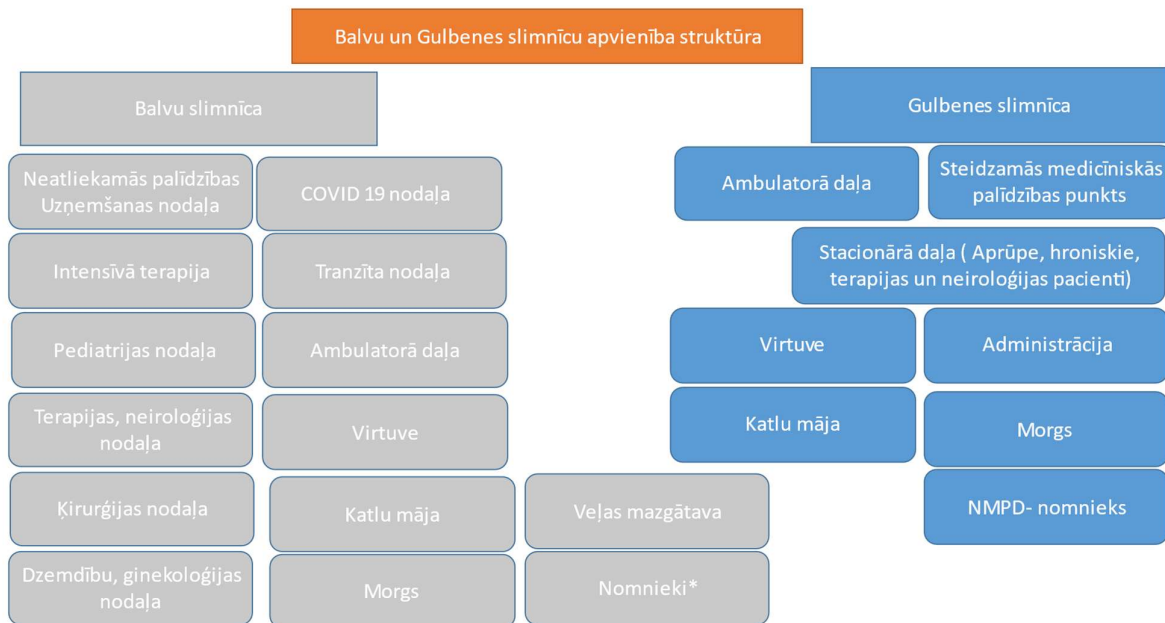 Balvu un Gulbenes slimnīcu apvienība struktūra
Balvu slimnīca
Neatliekamās palīdzības
Uzņemšanas nodaļa
COVID 19 nodaļa
Intensīvā terapija
Tranzīta nodaļa
Pediatrijas nodaļa
Ambulatorā daļa
Terapijas, neiroloģijas
nodaļa
Virtuve
Ķirurģijas nodaļa
Katlu māja
Veļas mazgātava
Dzemdību, ginekoloģijas
nodaļa
Morgs
Nomnieki*
Gulbenes slimnīca
Ambulatorā daļa
Steidzamās medicīniskās
palīdzības punkts
Stacionārā daļa ( Aprūpe, hroniskie,
terapijas un neiroloģijas pacienti)
Virtuve
Administrācija
Katlu māja
Morgs
NMPD- nomnieks